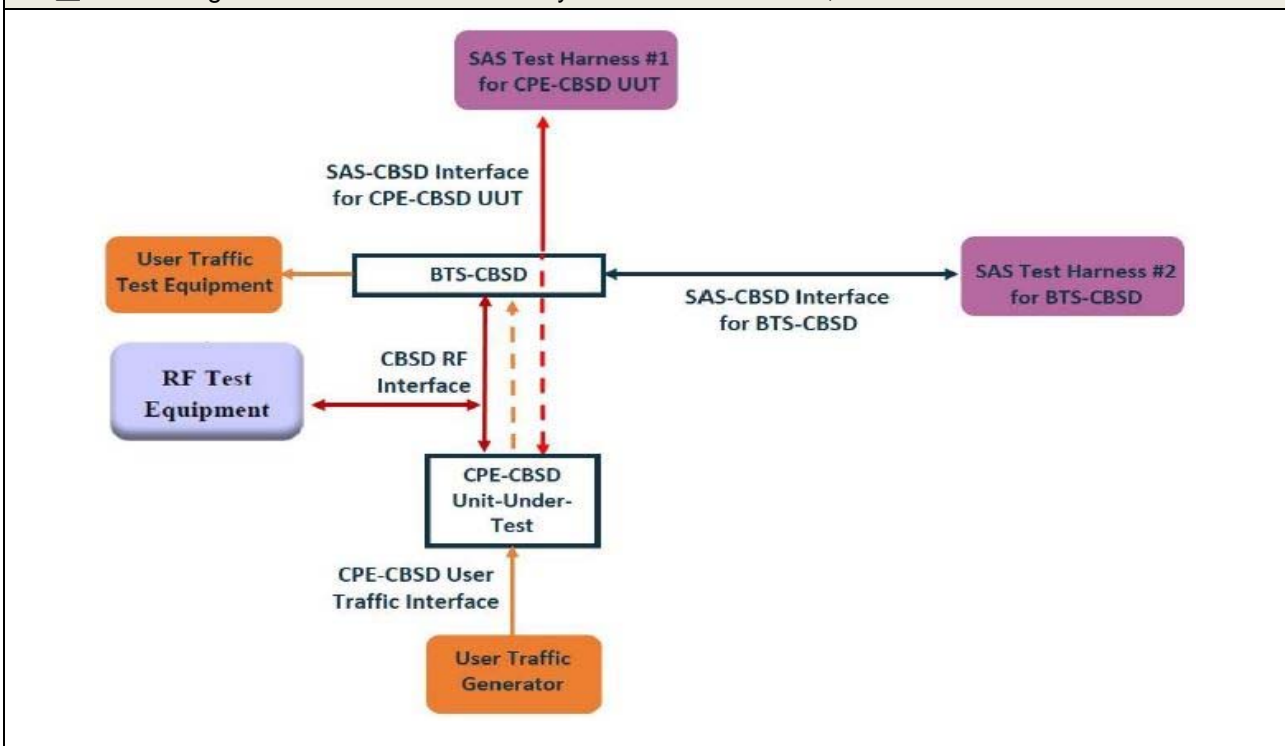 SAS Test Harness #1
for CPE-CBSD UUT
SAS-CBSD Interface
for CPE-CBSD UUT
User Traffic
Test Equipment
BTS-CBSD
SAS Test Harness #2
for BTS-CBSD
SAS-CBSD Interface
for BTS-CBSD
CBSD RF
Interface
RF Test
Equipment
CPE-CBSD
Unit-Under-
Test
CPE-CBSD User
Traffic Interface
User Traffic
Generator